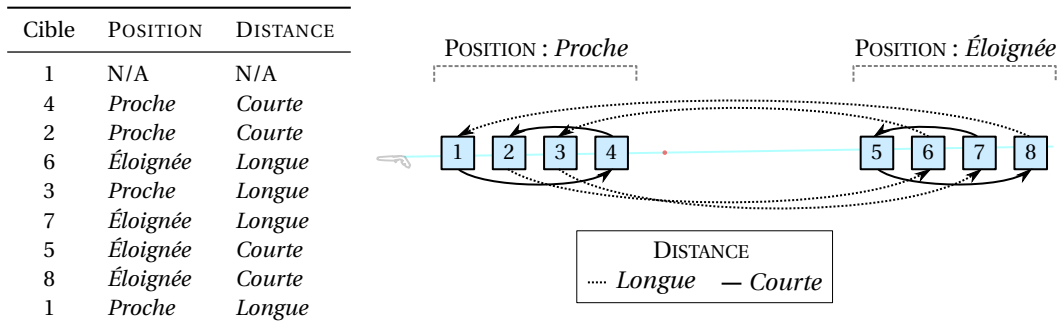 Cible POSITION DISTANCE
1 N/A N/A
4 Proche Courte
2 Proche Courte
6 Éloignée Longue
3 Proche Longue
7 Éloignée Longue
5 Éloignée Courte
8 Éloignée Courte
1 Proche Longue
POSITION : Proche POSITION : Éloignée
1 2 3 4 5 6 7 8
DISTANCE
Longue Courte